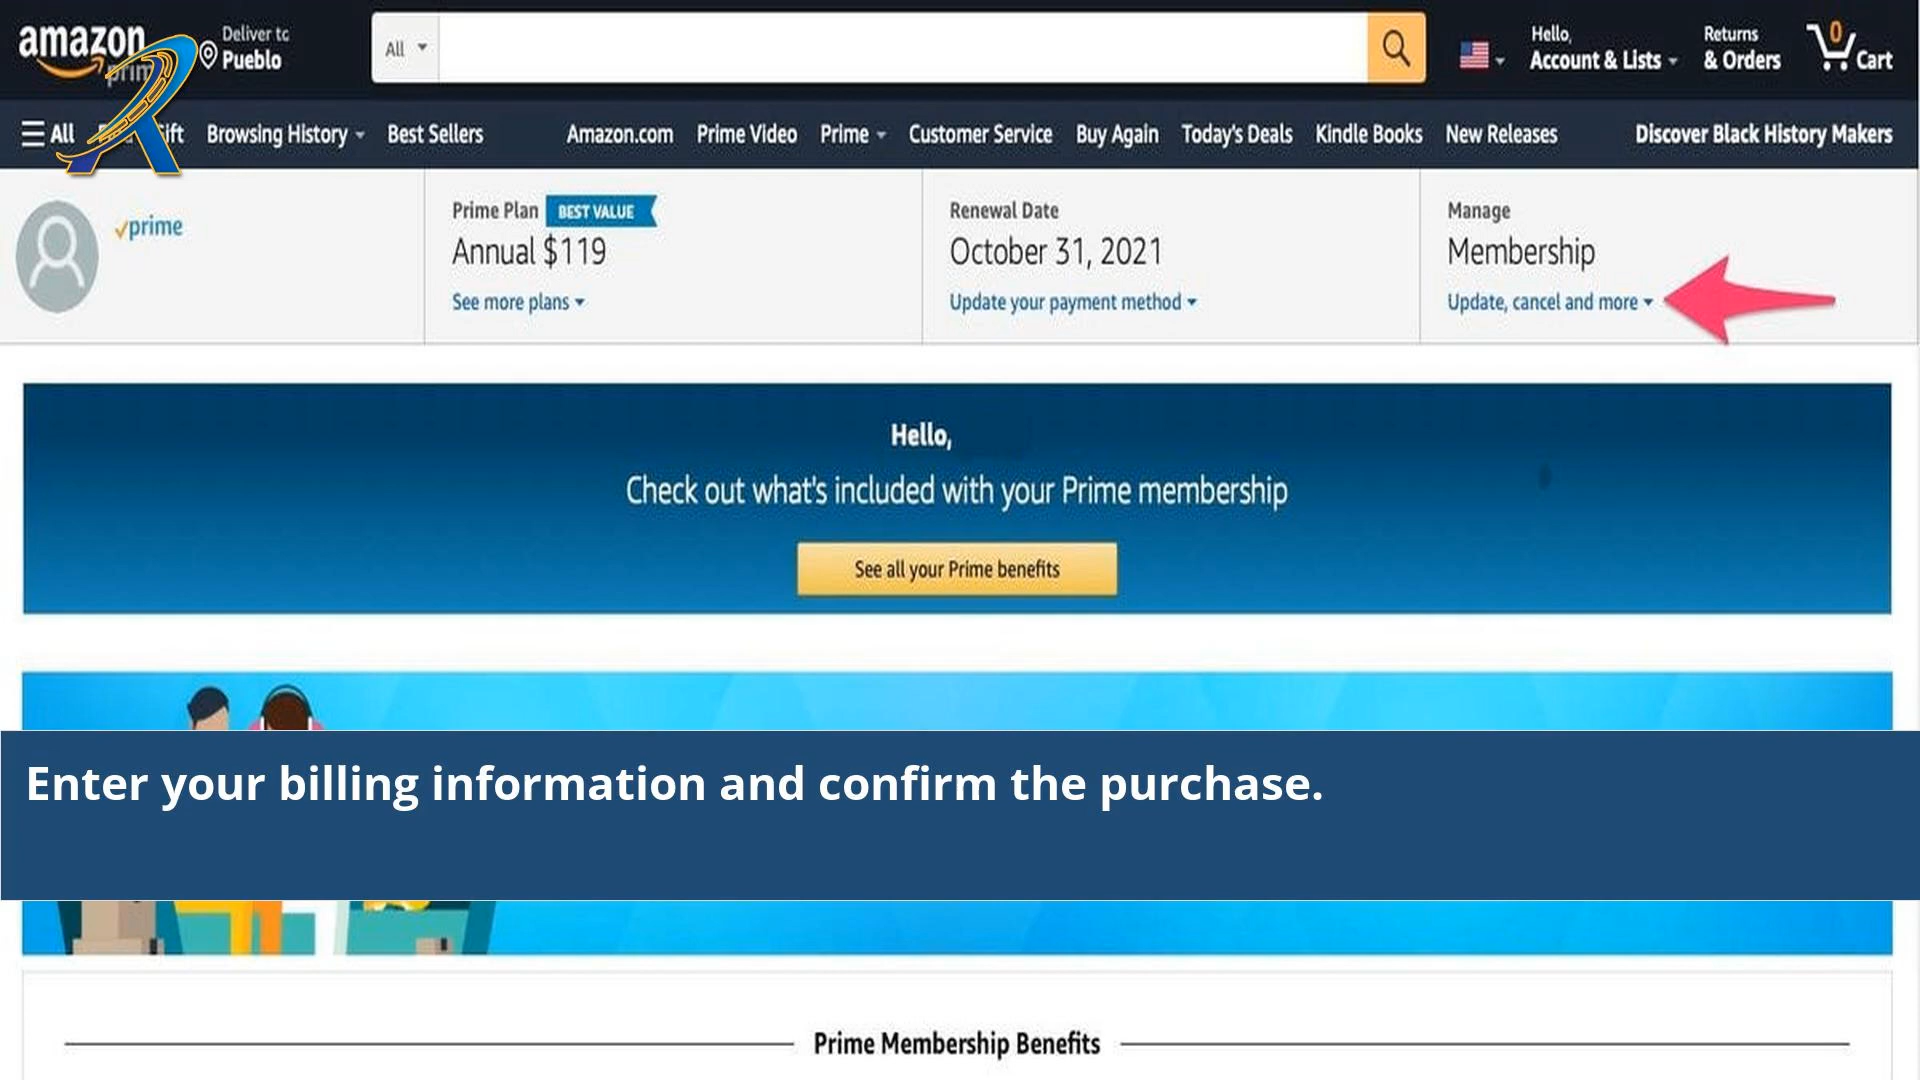 amazon
prim
Deliver to
Pueblo
All
Hello,
Account & Lists
Returns
& Orders
0
Cart
All
ift
Browsing History
Best Sellers
Amazon.com
Prime Video
Prime
Customer Service
Buy Again
Today's Deals
Kindle Books
New Releases
Discover Black History Makers
prime
Prime Plan BEST VALUE
Annual $119
See more plans
Renewal Date
October 31, 2021
Update your payment method
Manage
Membership
Update, cancel and more
Hello,
Check out what's included with your Prime membership
See all your Prime benefits
Enter your billing information and confirm the purchase.
Prime Membership Benefits